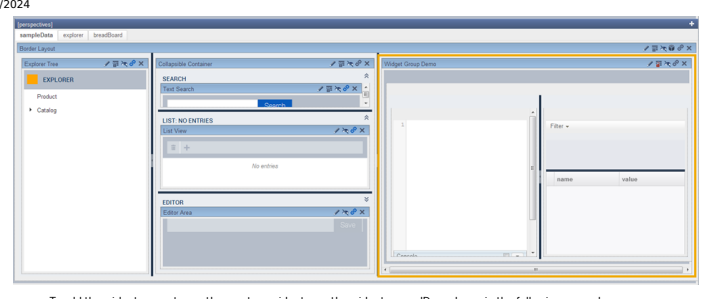 /2024
[perspectives]
sampleData explorer breadBoard
Border Layout
Explorer Tree
EXPLORER
Product
Catalog
Collapsible Container
SEARCH
Text Search
Search
LIST: NO ENTRIES
List View
No entries
EDITOR
Editor Area
Save
Widget Group Demo
1
Filter
name value
Console